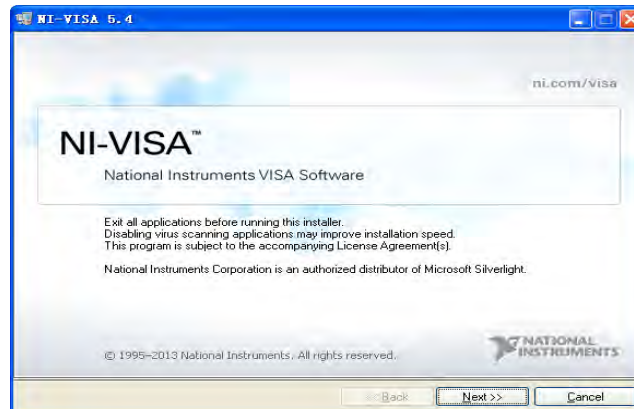 NI-VISA 5.4
ni.com/visa
NI-VISA™
National Instruments VISA Software
Exit all applications before running this installer.
Disabling virus scanning applications may improve installation speed.
This program is subject to the accompanying License Agreement(s).
National Instruments Corporation is an authorized distributor of Microsoft Silverlight.
© 1995–2013 National Instruments. All rights reserved.
NATIONAL
INSTRUMENTS
<<Back Next >> Cancel